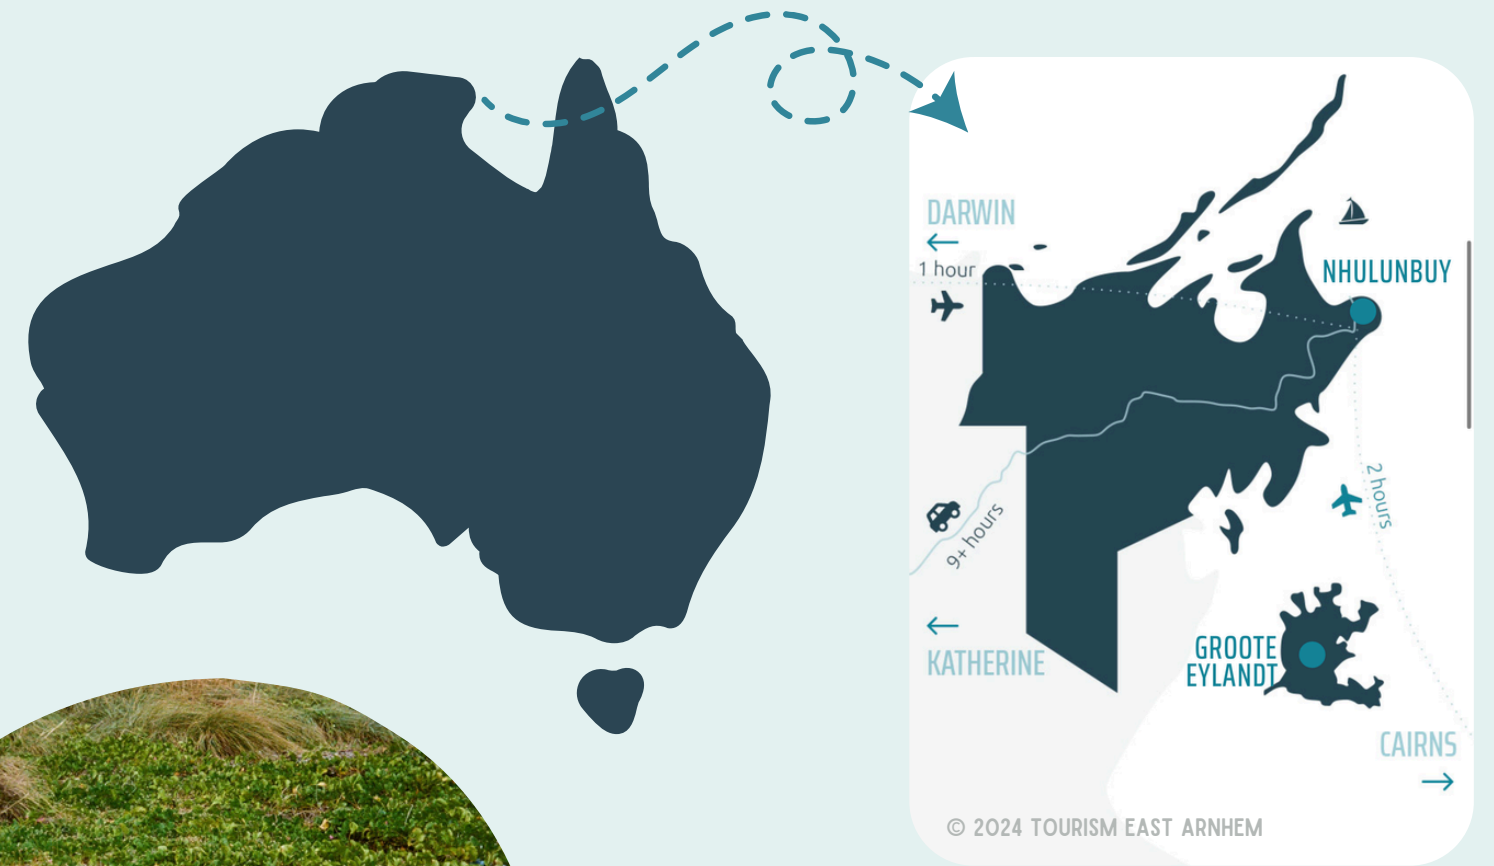 DARWIN
1 hour
NHULUNBUY
2 hours
9+ hours
KATHERINE
GROOTE
EYLANDT
CAIRNS
© 2024 TOURISM EAST ARNHEM